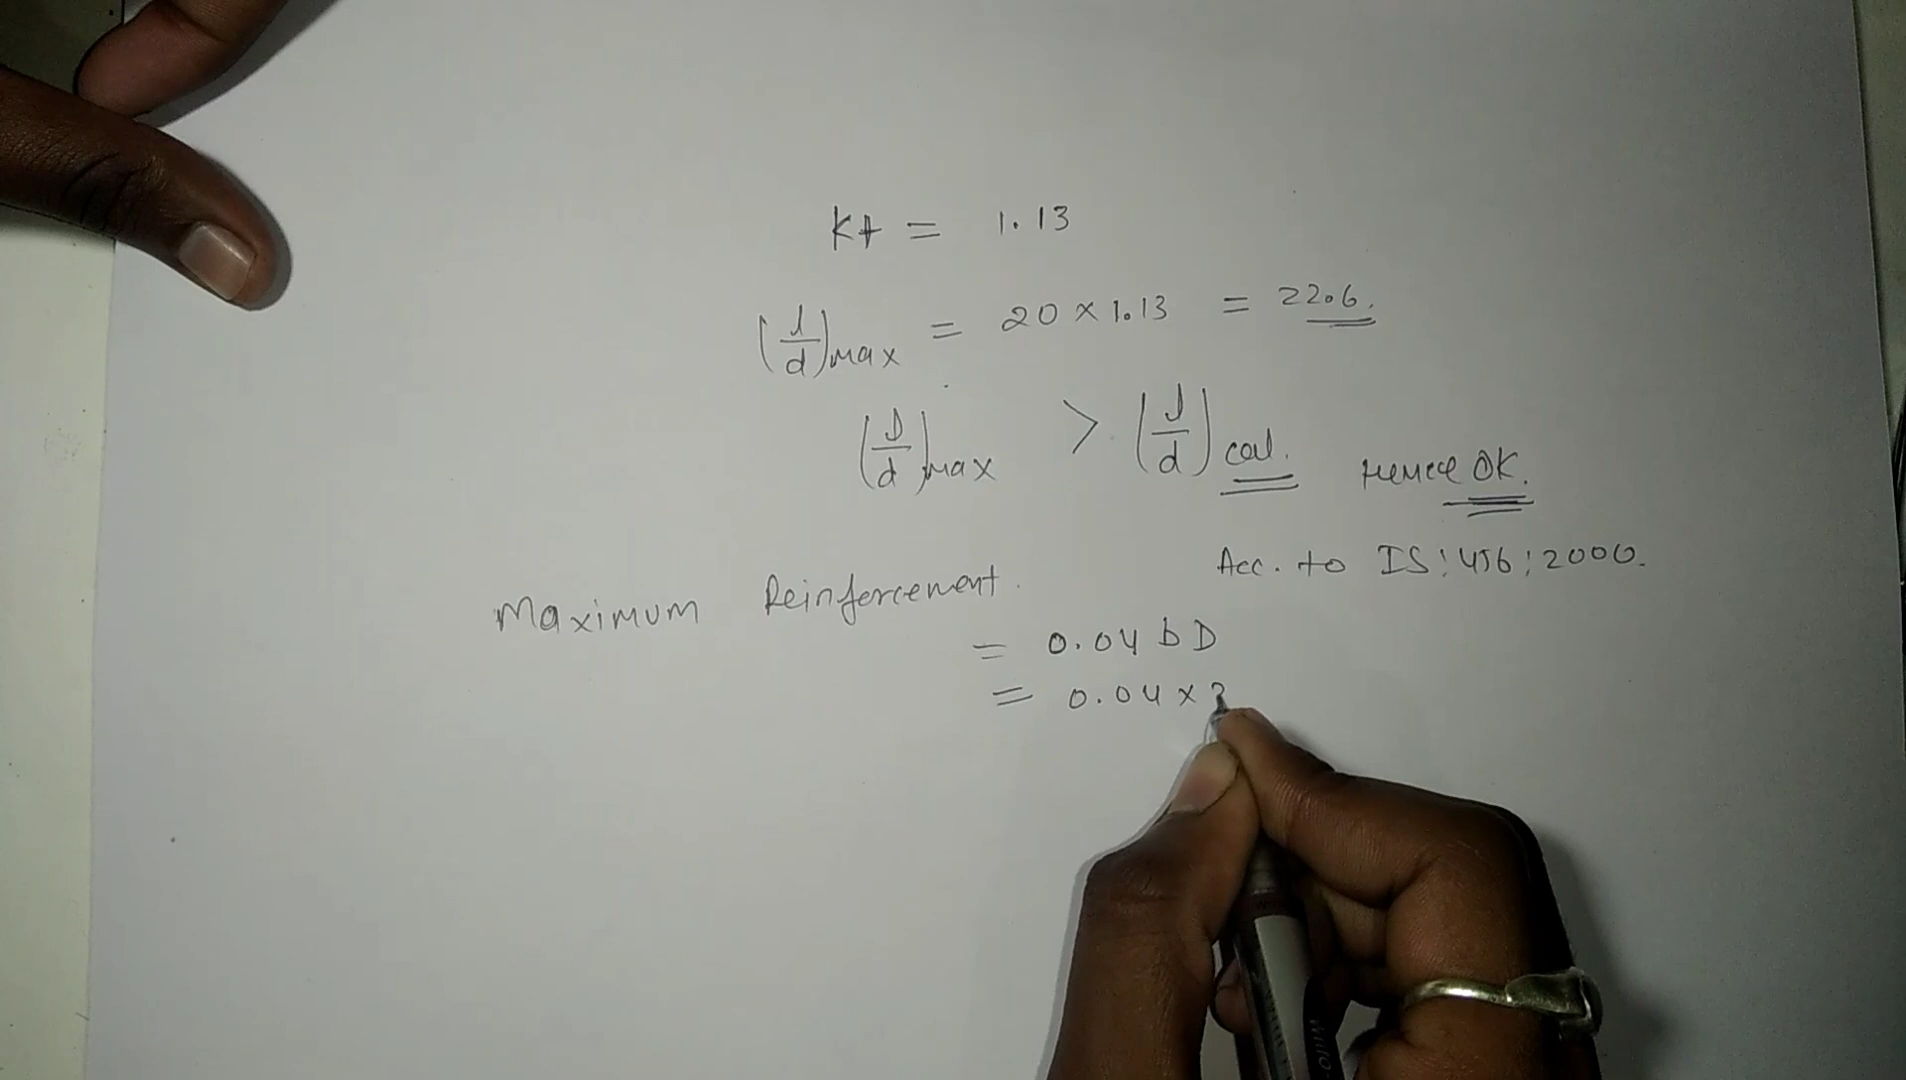 kt = 1.13
(l/d)max = 20 × 1.13 = 22.6.
(l/d)max > (l/d)cal. Hence OK.
Acc. to IS:456:2000.
Maximum Reinforcement.
= 0.04 b D
= 0.04 ×